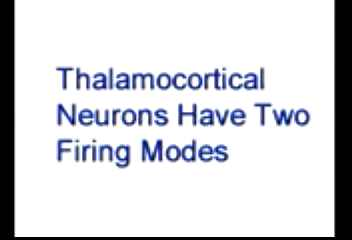 Thalamocortical
Neurons Have Two
Firing Modes